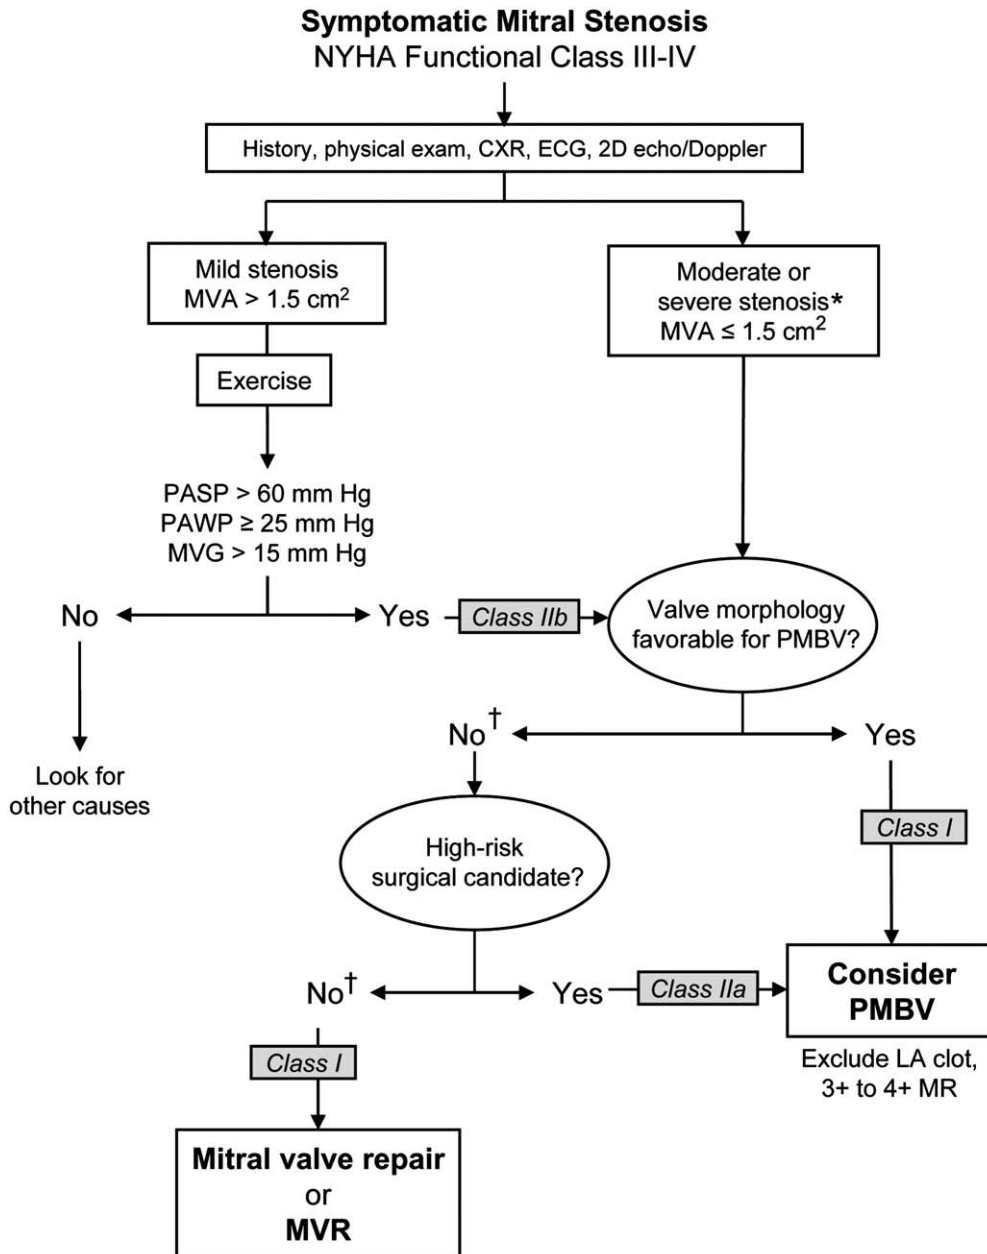 Symptomatic Mitral Stenosis
NYHA Functional Class III-IV
History, physical exam, CXR, ECG, 2D echo/Doppler
Mild stenosis
MVA > 1.5 cm²
Moderate or
severe stenosis*
MVA ≤ 1.5 cm²
Exercise
PASP > 60 mm Hg
PAWP ≥ 25 mm Hg
MVG > 15 mm Hg
No
Yes
Class IIb
Valve morphology
favorable for PMBV?
Look for
other causes
No†
Yes
Class I
High-risk
surgical candidate?
No†
Yes
Class IIa
Consider
PMBV
Exclude LA clot,
3+ to 4+ MR
Class I
Mitral valve repair
or
MVR